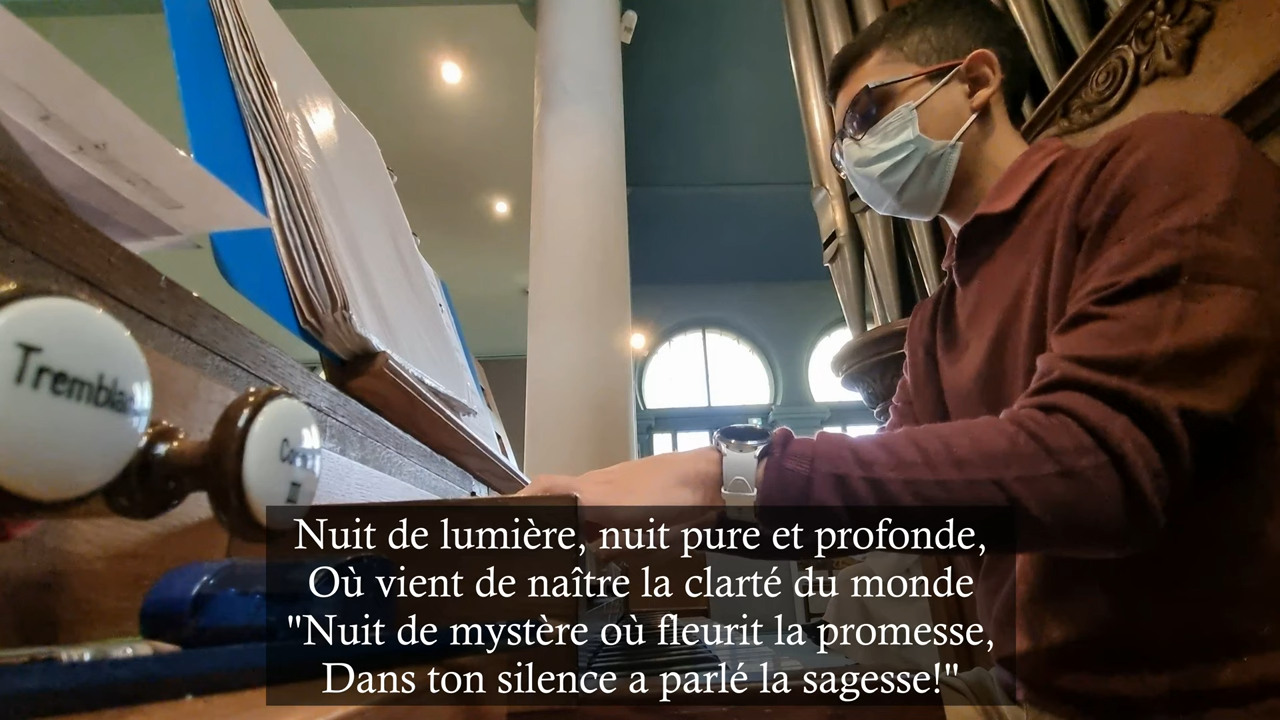 Nuit de lumière, nuit pure et profonde,
Où vient de naître la clarté du monde
"Nuit de mystère où fleurit la promesse,
Dans ton silence a parlé la sagesse!"